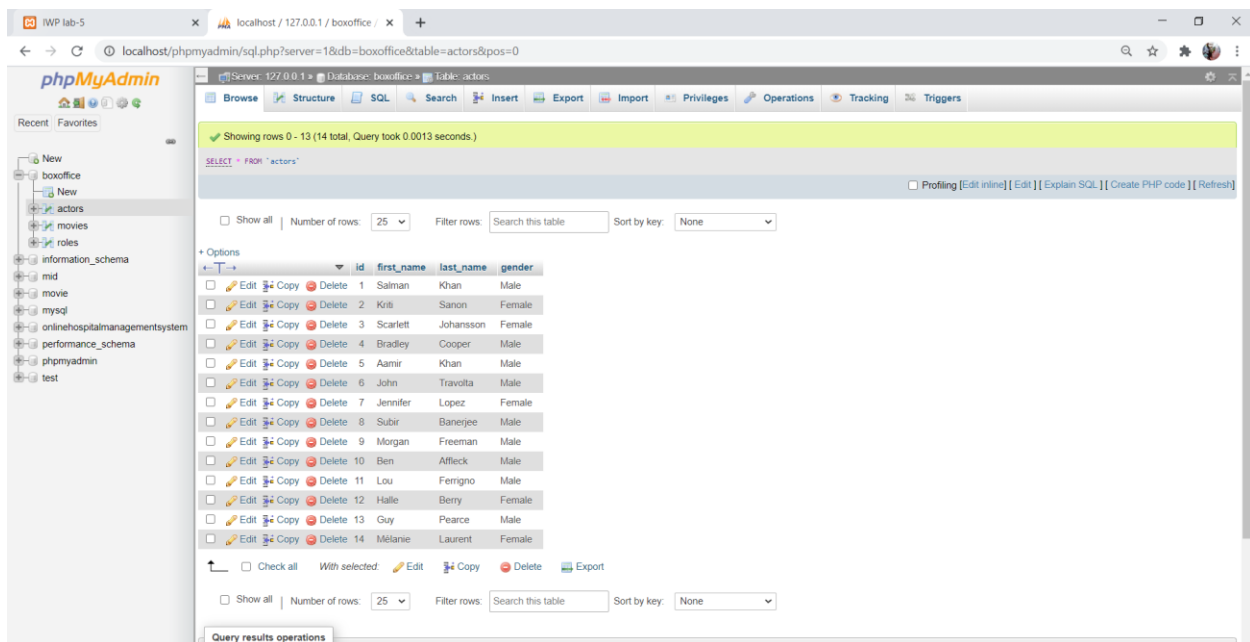 IWP lab-5
localhost / 127.0.0.1 / boxoffice /
localhost/phpmyadmin/sql.php?server=1&db=boxoffice&table=actors&pos=0
phpMyAdmin
Recent Favorites
New
boxoffice
New
actors
movies
roles
information_schema
mid
movie
mysql
onlinehospitalmanagementsystem
performance_schema
phpmyadmin
test
Server: 127.0.0.1 » Database: boxoffice » Table: actors
Browse Structure SQL Search Insert Export Import Privileges Operations Tracking Triggers
Showing rows 0 - 13 (14 total, Query took 0.0013 seconds.)
SELECT * FROM `actors`
Profiling [Edit inline] [ Edit ] [ Explain SQL ] [ Create PHP code ] [ Refresh]
Show all | Number of rows: 25 Filter rows: Search this table Sort by key: None
+ Options
←T→ id first_name last_name gender
Edit Copy Delete 1 Salman Khan Male
Edit Copy Delete 2 Kriti Sanon Female
Edit Copy Delete 3 Scarlett Johansson Female
Edit Copy Delete 4 Bradley Cooper Male
Edit Copy Delete 5 Aamir Khan Male
Edit Copy Delete 6 John Travolta Male
Edit Copy Delete 7 Jennifer Lopez Female
Edit Copy Delete 8 Subir Banerjee Male
Edit Copy Delete 9 Morgan Freeman Male
Edit Copy Delete 10 Ben Affleck Male
Edit Copy Delete 11 Lou Ferrigno Male
Edit Copy Delete 12 Halle Berry Female
Edit Copy Delete 13 Guy Pearce Male
Edit Copy Delete 14 Mélanie Laurent Female
Check all With selected: Edit Copy Delete Export
Show all | Number of rows: 25 Filter rows: Search this table Sort by key: None
Query results operations